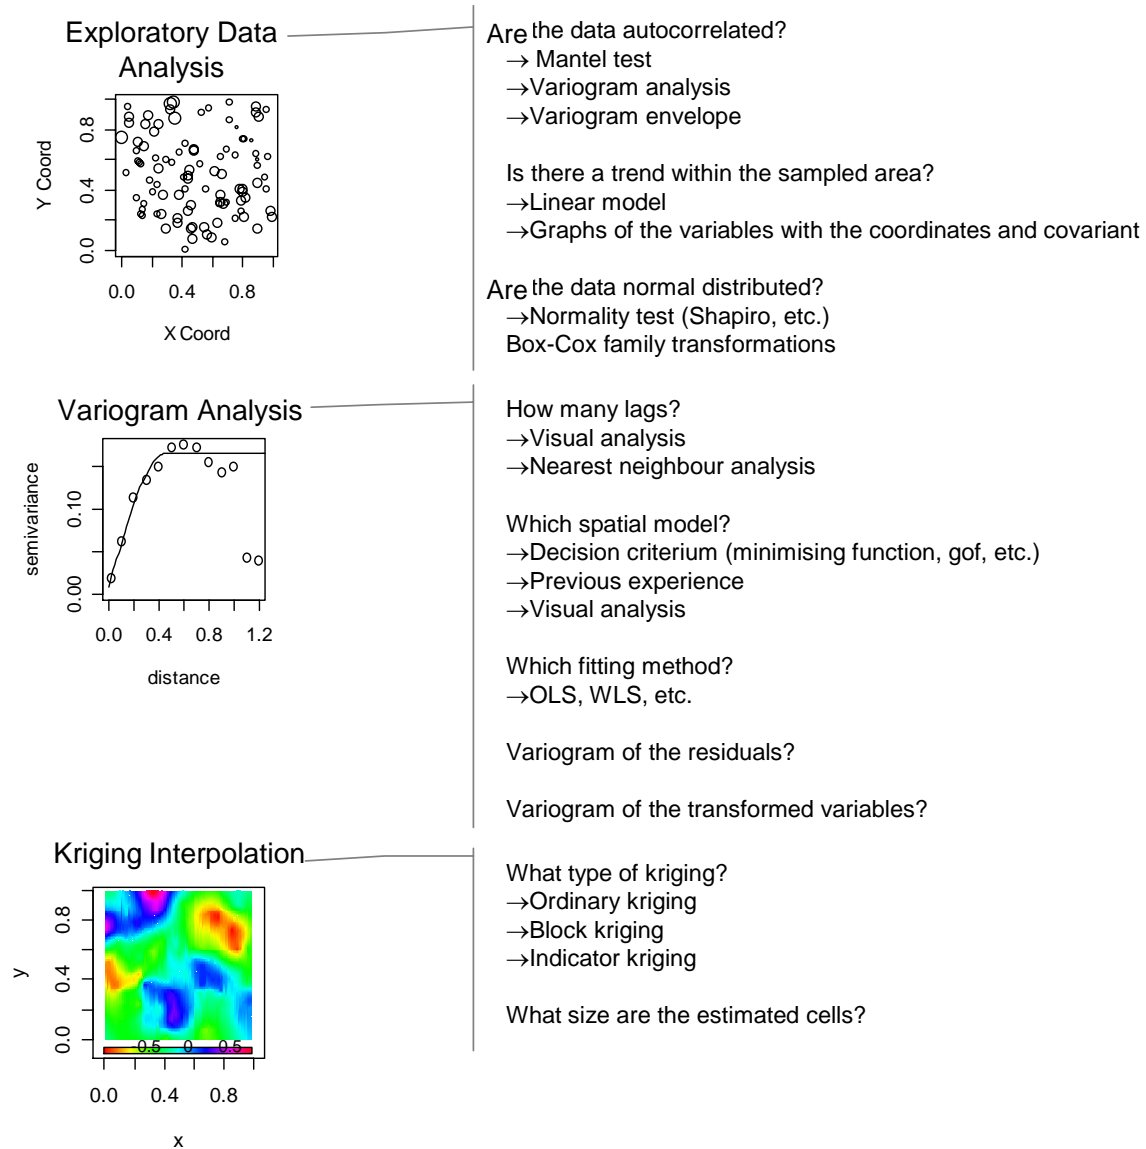 Exploratory Data
Analysis
0.8
0.4
0.0
Y Coord
0.0 0.4 0.8
X Coord
Are the data autocorrelated?
→ Mantel test
→Variogram analysis
→Variogram envelope
Is there a trend within the sampled area?
→Linear model
→Graphs of the variables with the coordinates and covariant
Are the data normal distributed?
→Normality test (Shapiro, etc.)
Box-Cox family transformations
Variogram Analysis
0.10
0.00
semivariance
0.0 0.4 0.8 1.2
distance
How many lags?
→Visual analysis
→Nearest neighbour analysis
Which spatial model?
→Decision criterium (minimising function, gof, etc.)
→Previous experience
→Visual analysis
Which fitting method?
→OLS, WLS, etc.
Variogram of the residuals?
Variogram of the transformed variables?
Kriging Interpolation
0.8
0.4
0.0
y
-0.5 0 0.5
0.0 0.4 0.8
x
What type of kriging?
→Ordinary kriging
→Block kriging
→Indicator kriging
What size are the estimated cells?